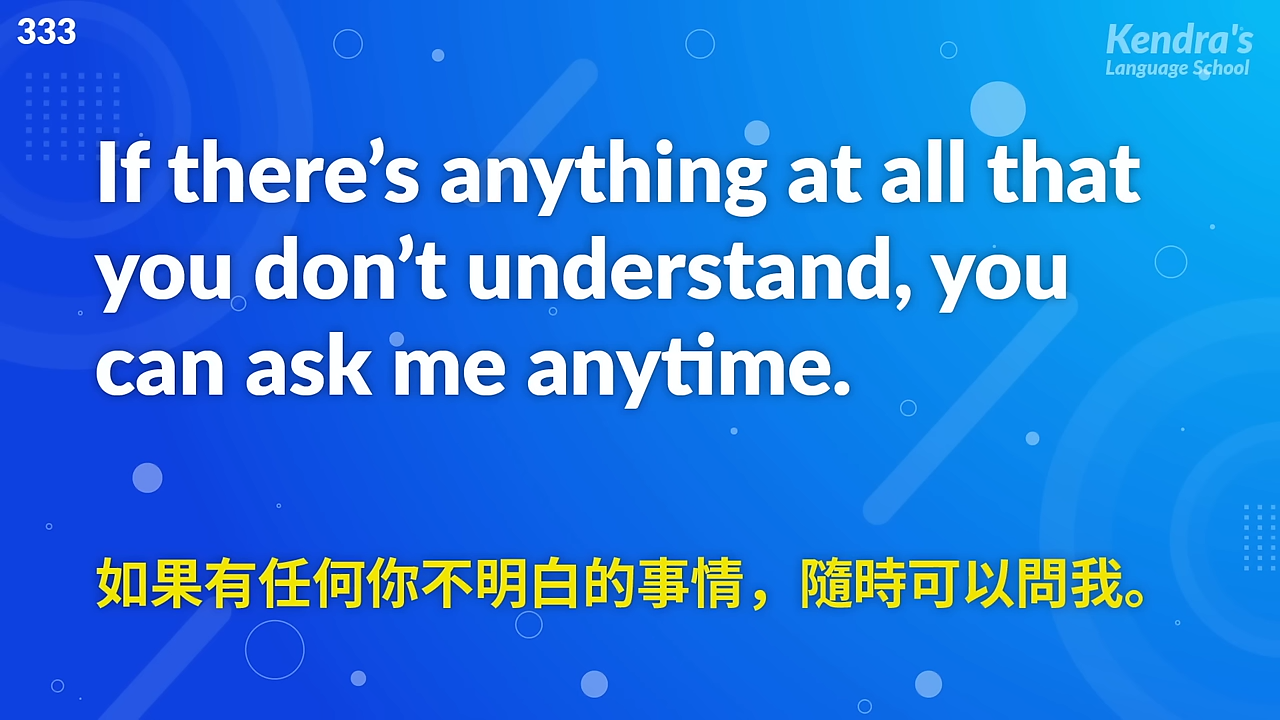 333
Kendra's
Language School
If there’s anything at all that
you don’t understand, you
can ask me anytime.
如果有任何你不明白的事情，隨時可以問我。